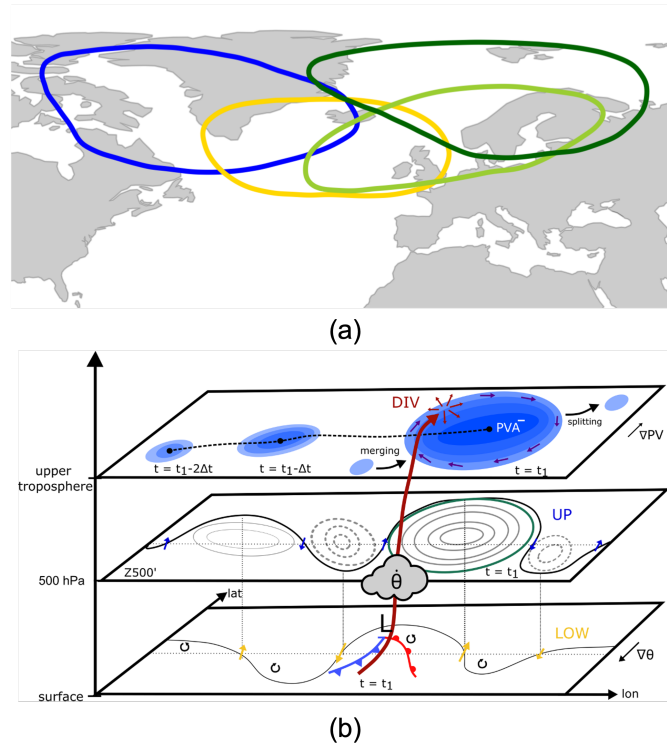 (a)
DIV
PVA⁻
splitting
∇PV
merging
t = t₁-2Δt
t = t₁-Δt
t = t₁
upper
troposphere
UP
Z500'
t = t₁
500 hPa
θ̇
lat
L
LOW
∇θ
t = t₁
surface
lon
(b)